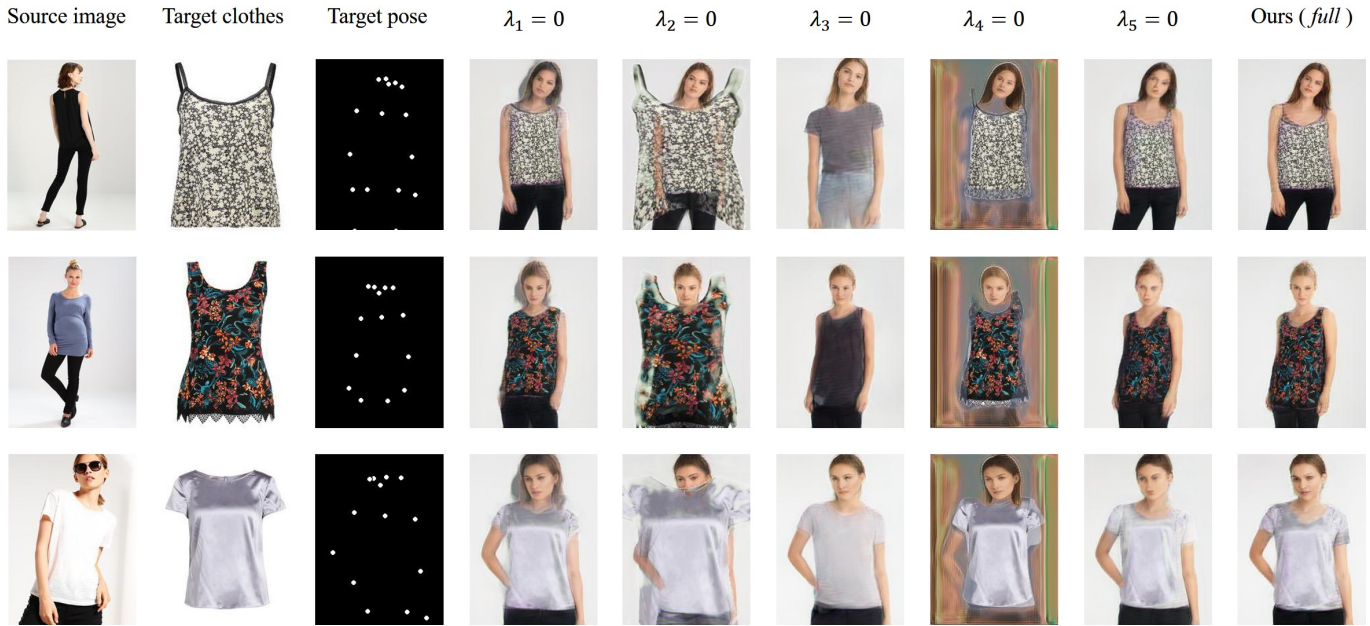 Source image Target clothes Target pose λ₁ = 0 λ₂ = 0 λ₃ = 0 λ₄ = 0 λ₅ = 0 Ours ( full )